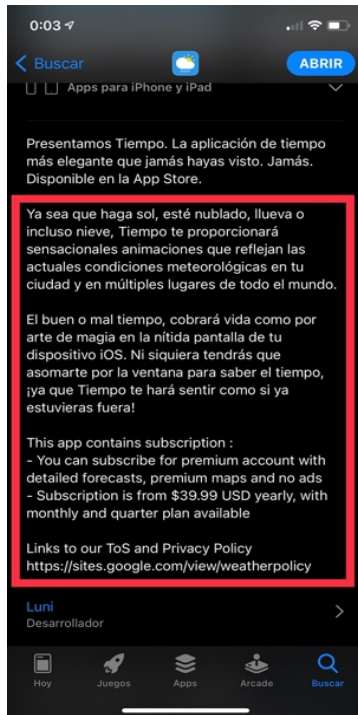 0:03
Buscar
ABRIR
Apps para iPhone y iPad
Presentamos Tiempo. La aplicación de tiempo
más elegante que jamás hayas visto. Jamás.
Disponible en la App Store.
Ya sea que haga sol, esté nublado, llueva o
incluso nieve, Tiempo te proporcionará
sensacionales animaciones que reflejan las
actuales condiciones meteorológicas en tu
ciudad y en múltiples lugares de todo el mundo.
El buen o mal tiempo, cobrará vida como por
arte de magia en la nítida pantalla de tu
dispositivo iOS. Ni siquiera tendrás que
asomarte por la ventana para saber el tiempo,
¡ya que Tiempo te hará sentir como si ya
estuvieras fuera!
This app contains subscription :
- You can subscribe for premium account with
detailed forecasts, premium maps and no ads
- Subscription is from $39.99 USD yearly, with
monthly and quarter plan available
Links to our ToS and Privacy Policy
https://sites.google.com/view/weatherpolicy
Luni
Desarrollador
Hoy Juegos Apps Arcade Buscar